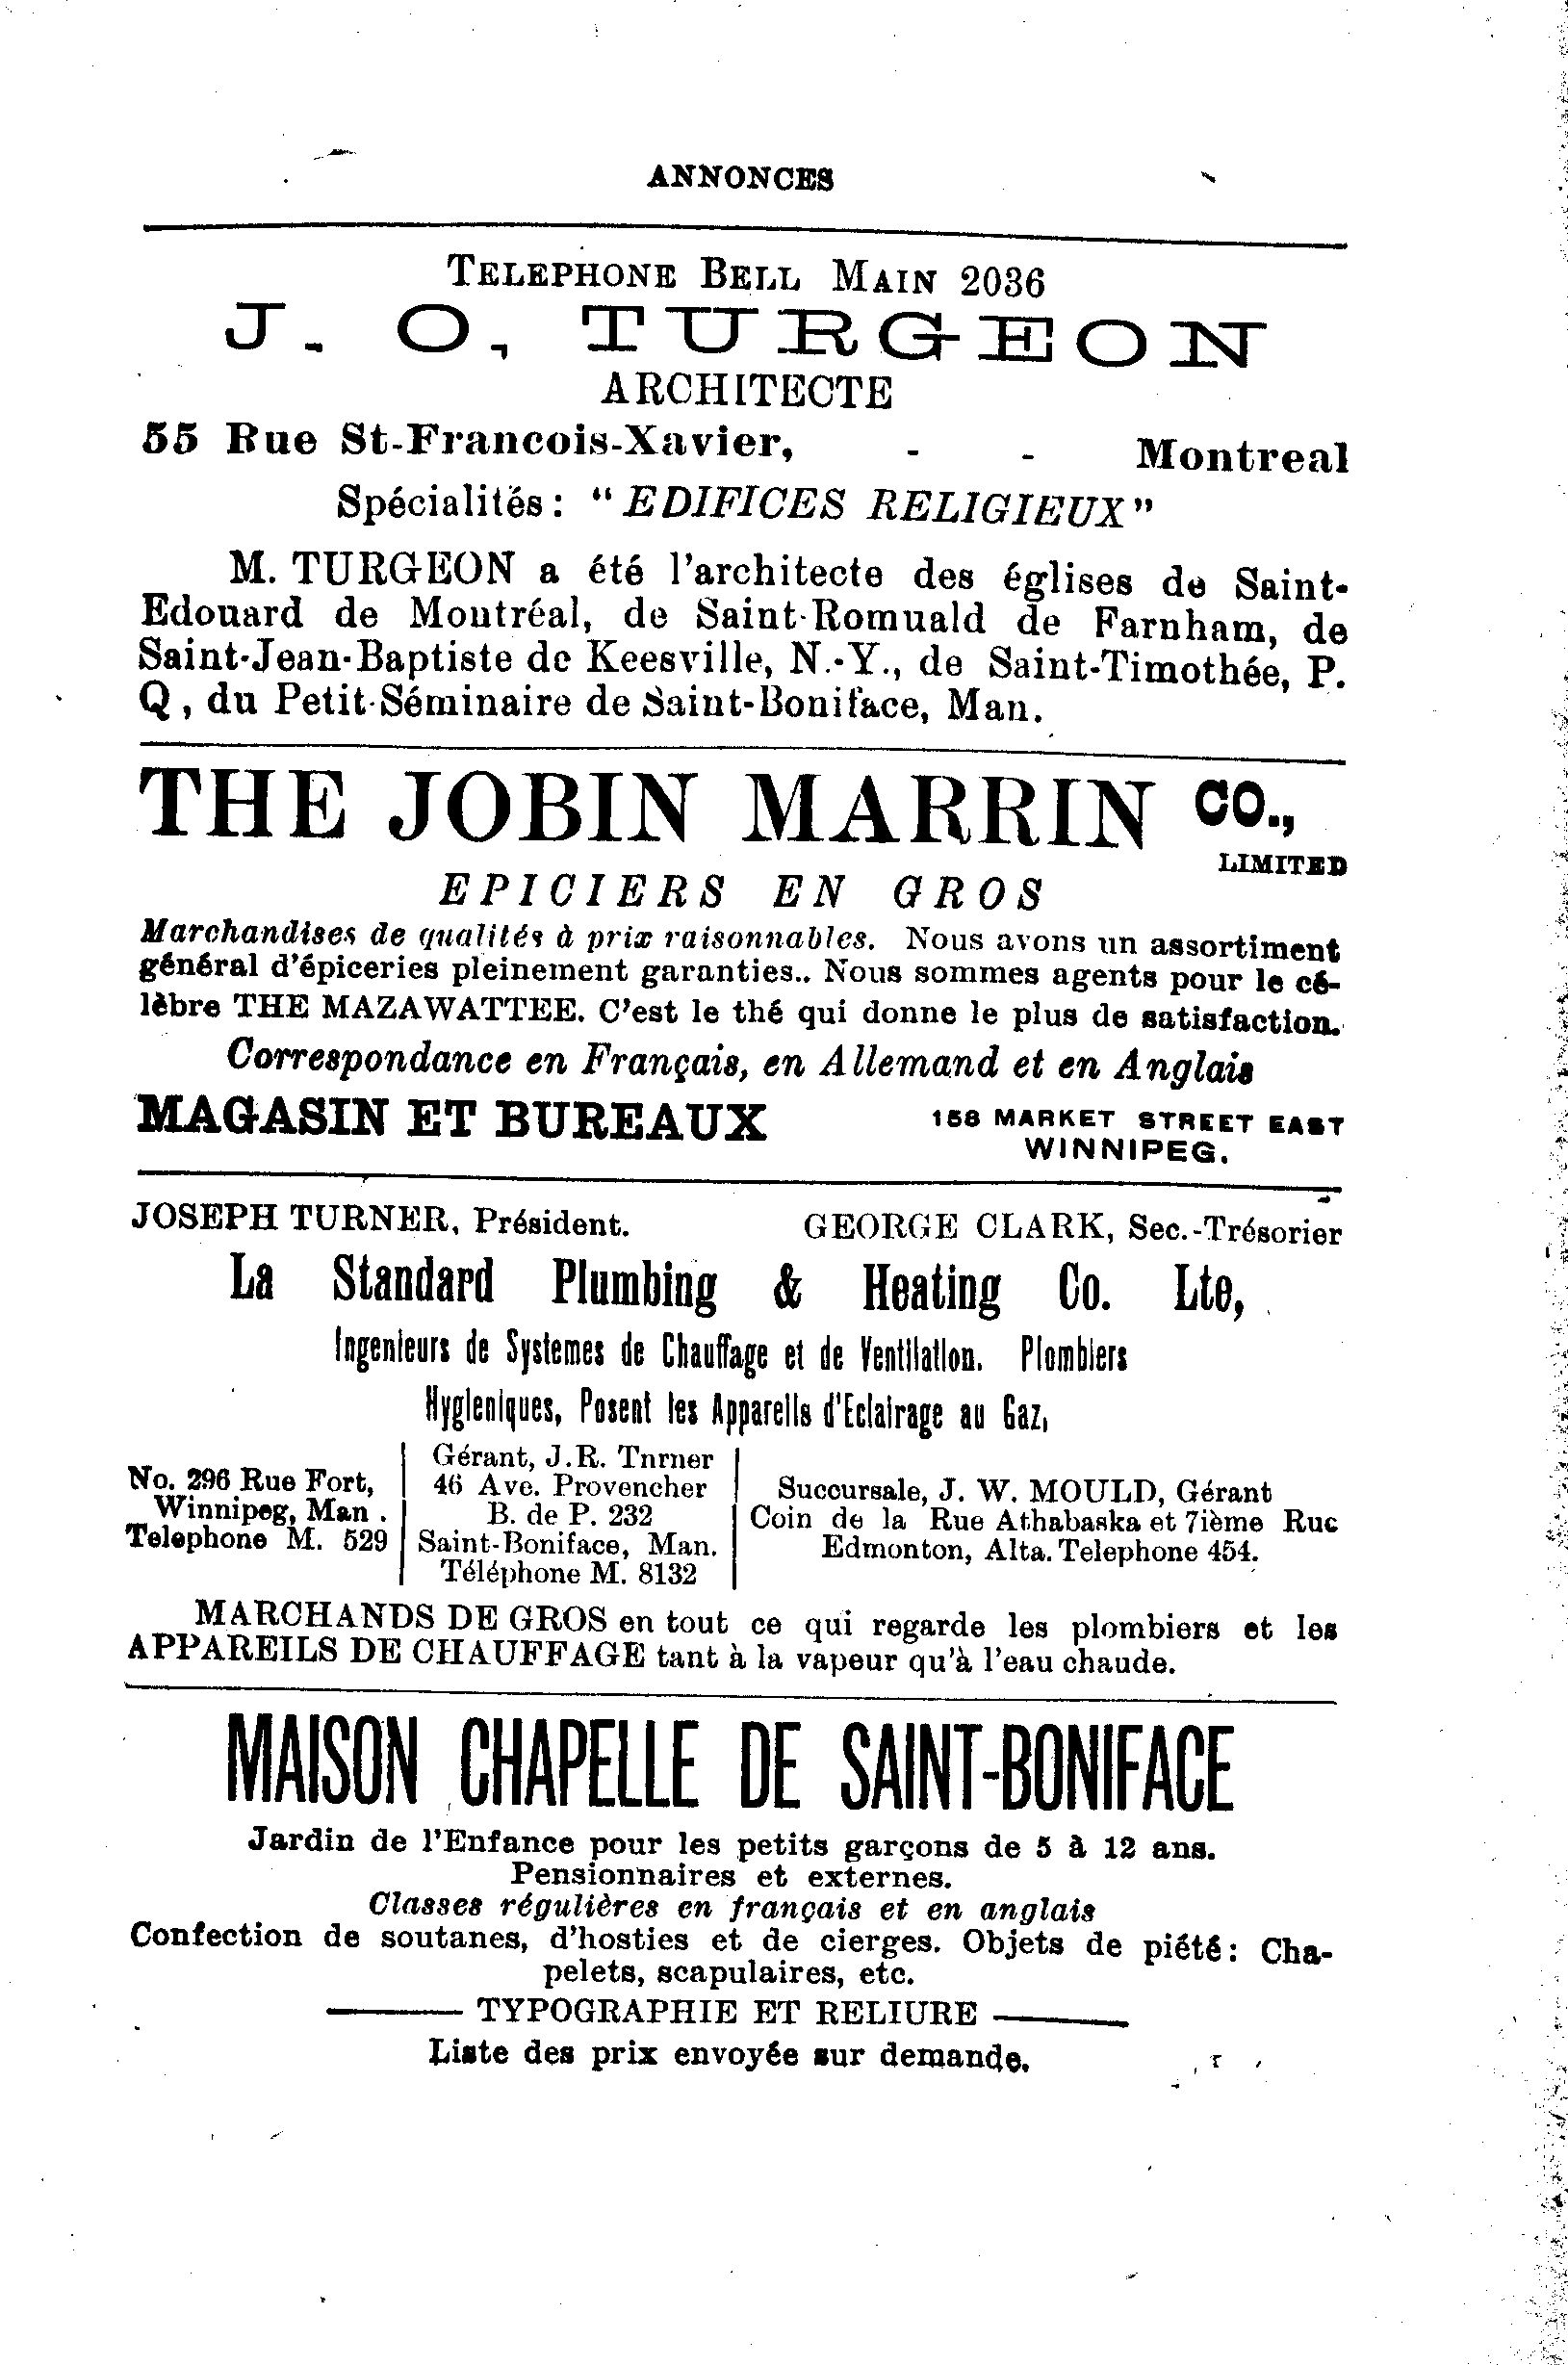 ANNONCES
TELEPHONE BELL MAIN 2036
J. O, TURGEON
ARCHITECTE
55 Rue St-Francois-Xavier, - - Montreal
Spécialités: "EDIFICES RELIGIEUX"
M. TURGEON a été l'architecte des églises de Saint-
Edouard de Montréal, de Saint-Romuald de Farnham, de
Saint-Jean-Baptiste de Keesville, N.-Y., de Saint-Timothée, P.
Q, du Petit-Séminaire de Saint-Boniface, Man.
THE JOBIN MARRIN CO.,
LIMITED
EPICIERS EN GROS
Marchandises de qualités à prix raisonnables. Nous avons un assortiment
général d'épiceries pleinement garanties.. Nous sommes agents pour le cé-
lèbre THE MAZAWATTEE. C'est le thé qui donne le plus de satisfaction.
Correspondance en Français, en Allemand et en Anglais
MAGASIN ET BUREAUX 158 MARKET STREET EAST
WINNIPEG.
JOSEPH TURNER, Président. GEORGE CLARK, Sec.-Trésorier
La Standard Plumbing & Heating Co. Lte,
Ingenieurs de Systemes de Chauffage et de Ventilation. Plombiers
Hygieniques, Posent les Appareils d'Eclairage au Gaz,
No. 296 Rue Fort,
Winnipeg, Man.
Telephone M. 529
Gérant, J.R. Tnrner
46 Ave. Provencher
B. de P. 232
Saint-Boniface, Man.
Téléphone M. 8132
Succursale, J. W. MOULD, Gérant
Coin de la Rue Athabaska et 7ième Rue
Edmonton, Alta. Telephone 454.
MARCHANDS DE GROS en tout ce qui regarde les plombiers et les
APPAREILS DE CHAUFFAGE tant à la vapeur qu'à l'eau chaude.
MAISON CHAPELLE DE SAINT-BONIFACE
Jardin de l'Enfance pour les petits garçons de 5 à 12 ans.
Pensionnaires et externes.
Classes régulières en français et en anglais
Confection de soutanes, d'hosties et de cierges. Objets de piété: Cha-
pelets, scapulaires, etc.
TYPOGRAPHIE ET RELIURE
Liste des prix envoyée sur demande.